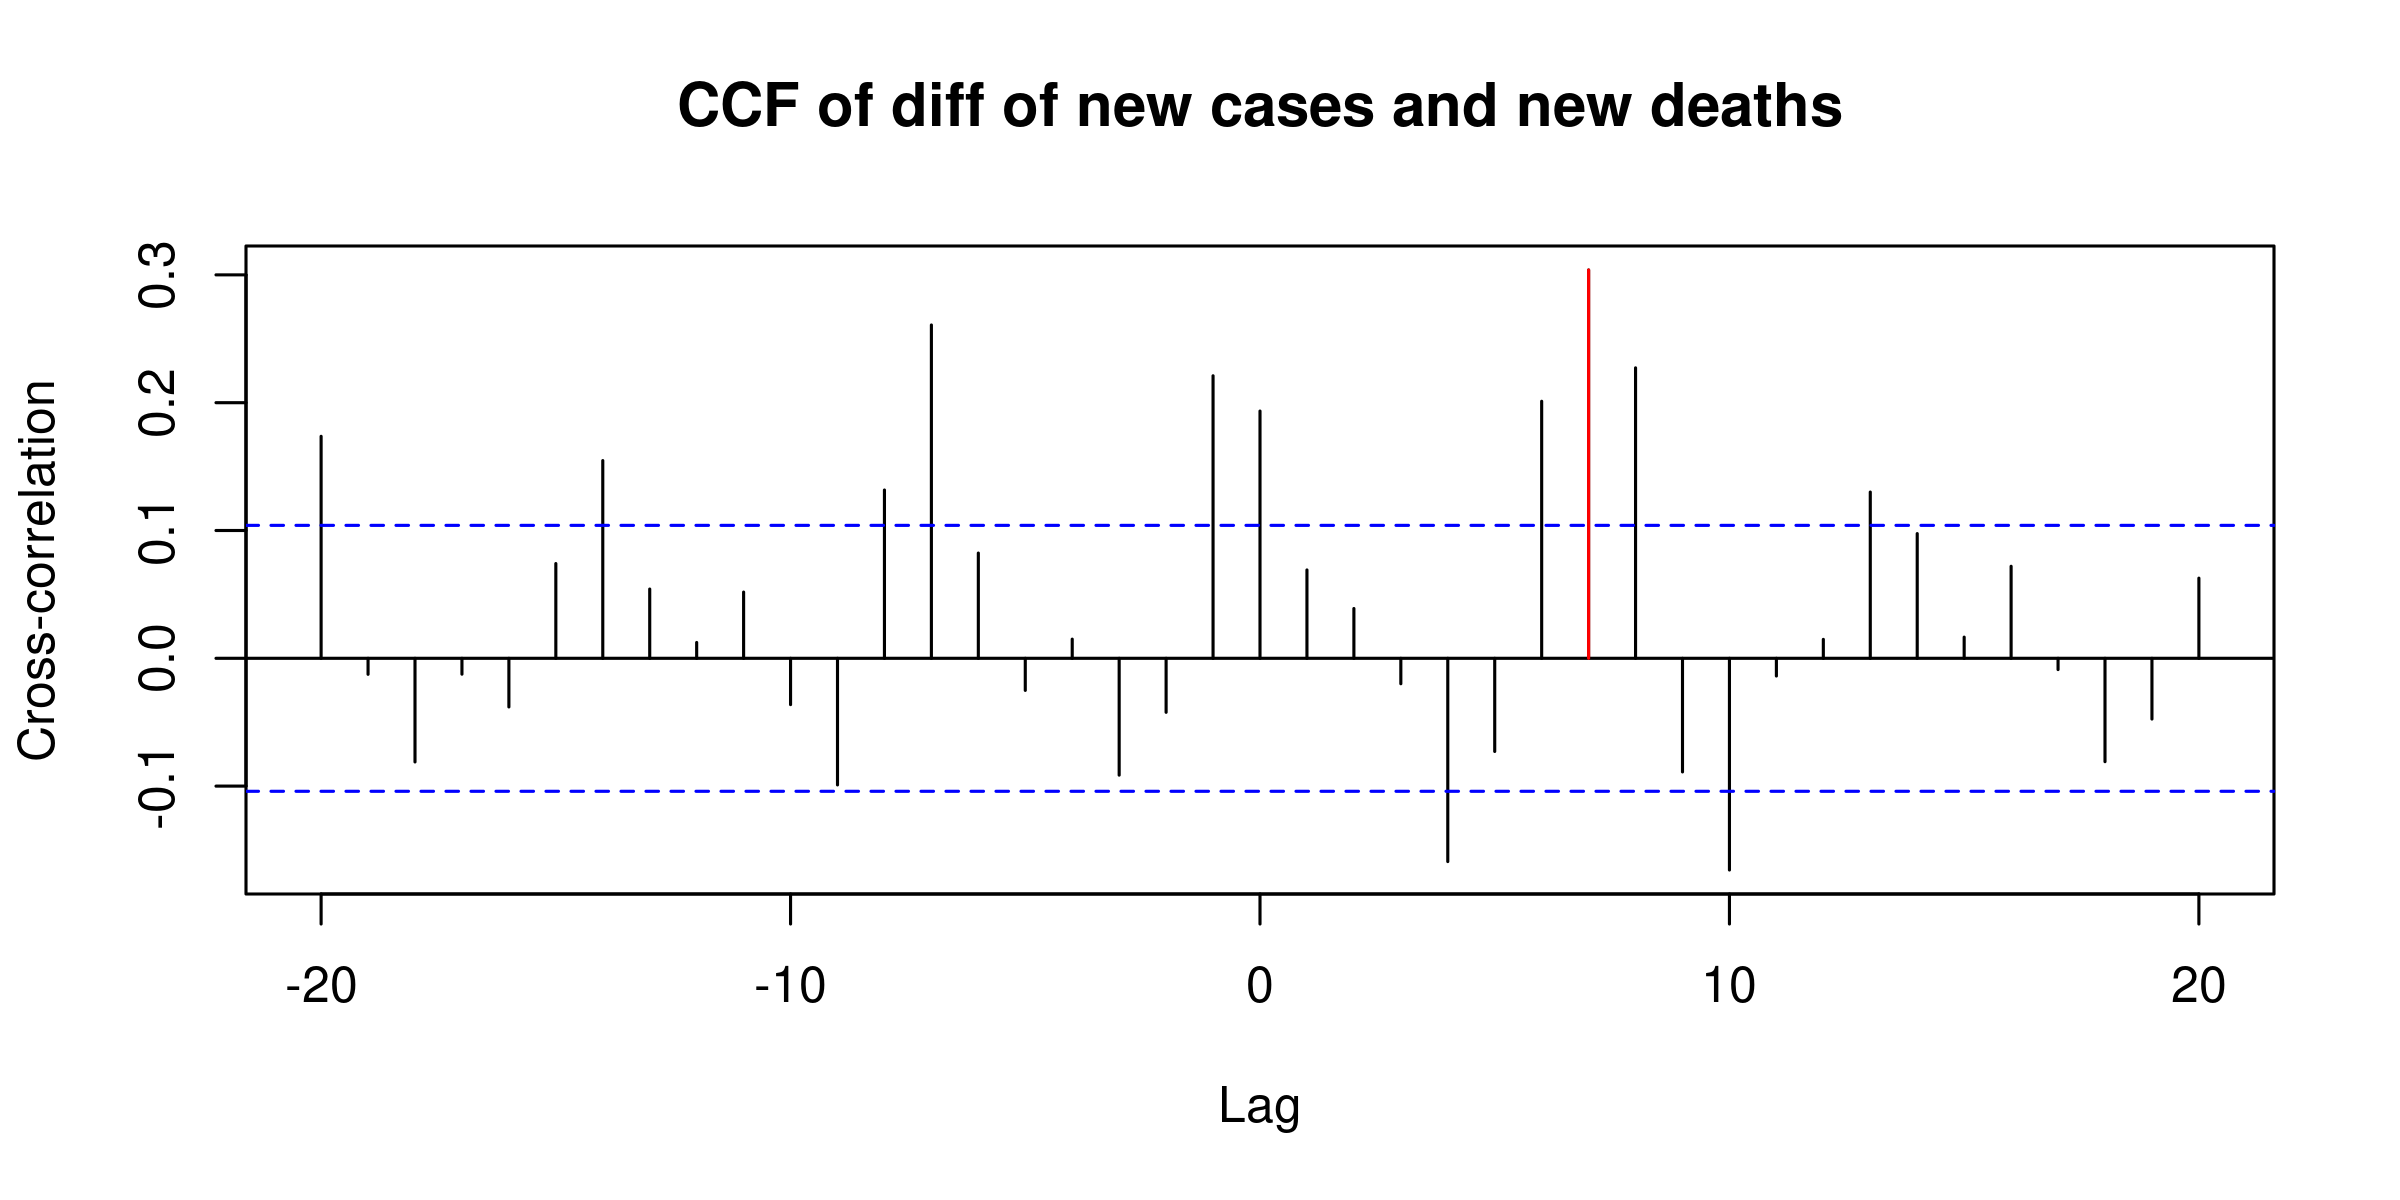 CCF of diff of new cases and new deaths
Cross-correlation
0.3
0.2
0.1
0.0
-0.1
-20 -10 0 10 20
Lag